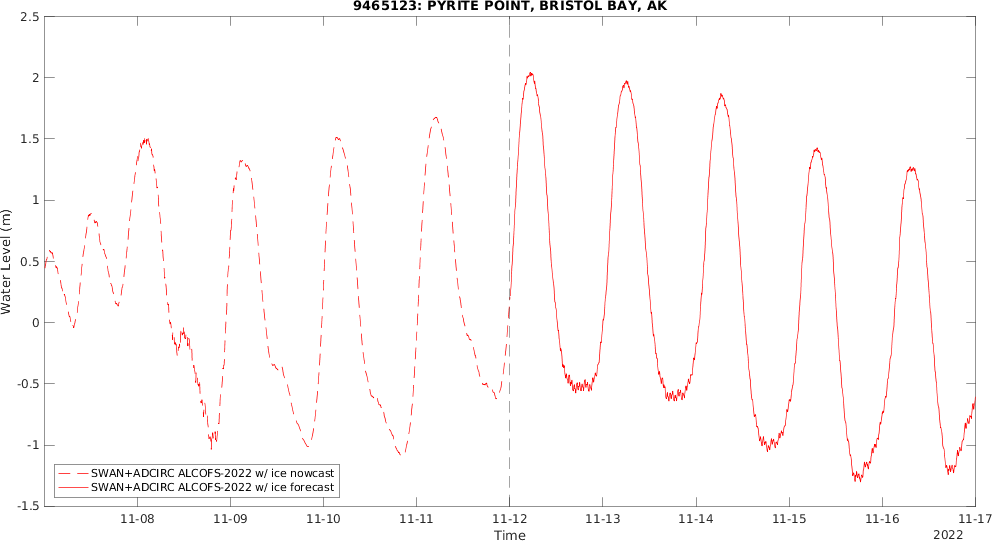 9465123: PYRITE POINT, BRISTOL BAY, AK
2.5
2
1.5
1
0.5
0
-0.5
-1
-1.5
Water Level (m)
SWAN+ADCIRC ALCOFS-2022 w/ ice nowcast
SWAN+ADCIRC ALCOFS-2022 w/ ice forecast
11-08 11-09 11-10 11-11 11-12 11-13 11-14 11-15 11-16 11-17
Time
2022